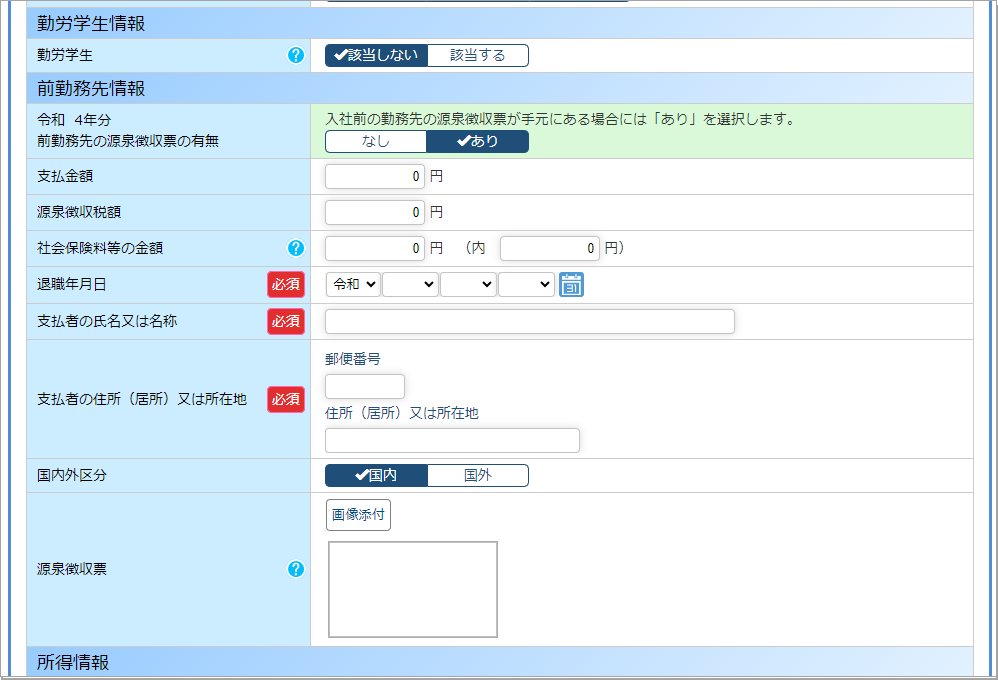 勤労学生情報
勤労学生 ? ✔該当しない 該当する
前勤務先情報
令和 4年分
前勤務先の源泉徴収票の有無
入社前の勤務先の源泉徴収票が手元にある場合には「あり」を選択します。
なし ✔あり
支払金額 0 円
源泉徴収税額 0 円
社会保険料等の金額 ? 0 円 （内 0 円）
退職年月日 必須 令和 31
支払者の氏名又は名称 必須
支払者の住所（居所）又は所在地 必須
郵便番号
住所（居所）又は所在地
国内外区分 ✔国内 国外
源泉徴収票 ?
画像添付
所得情報